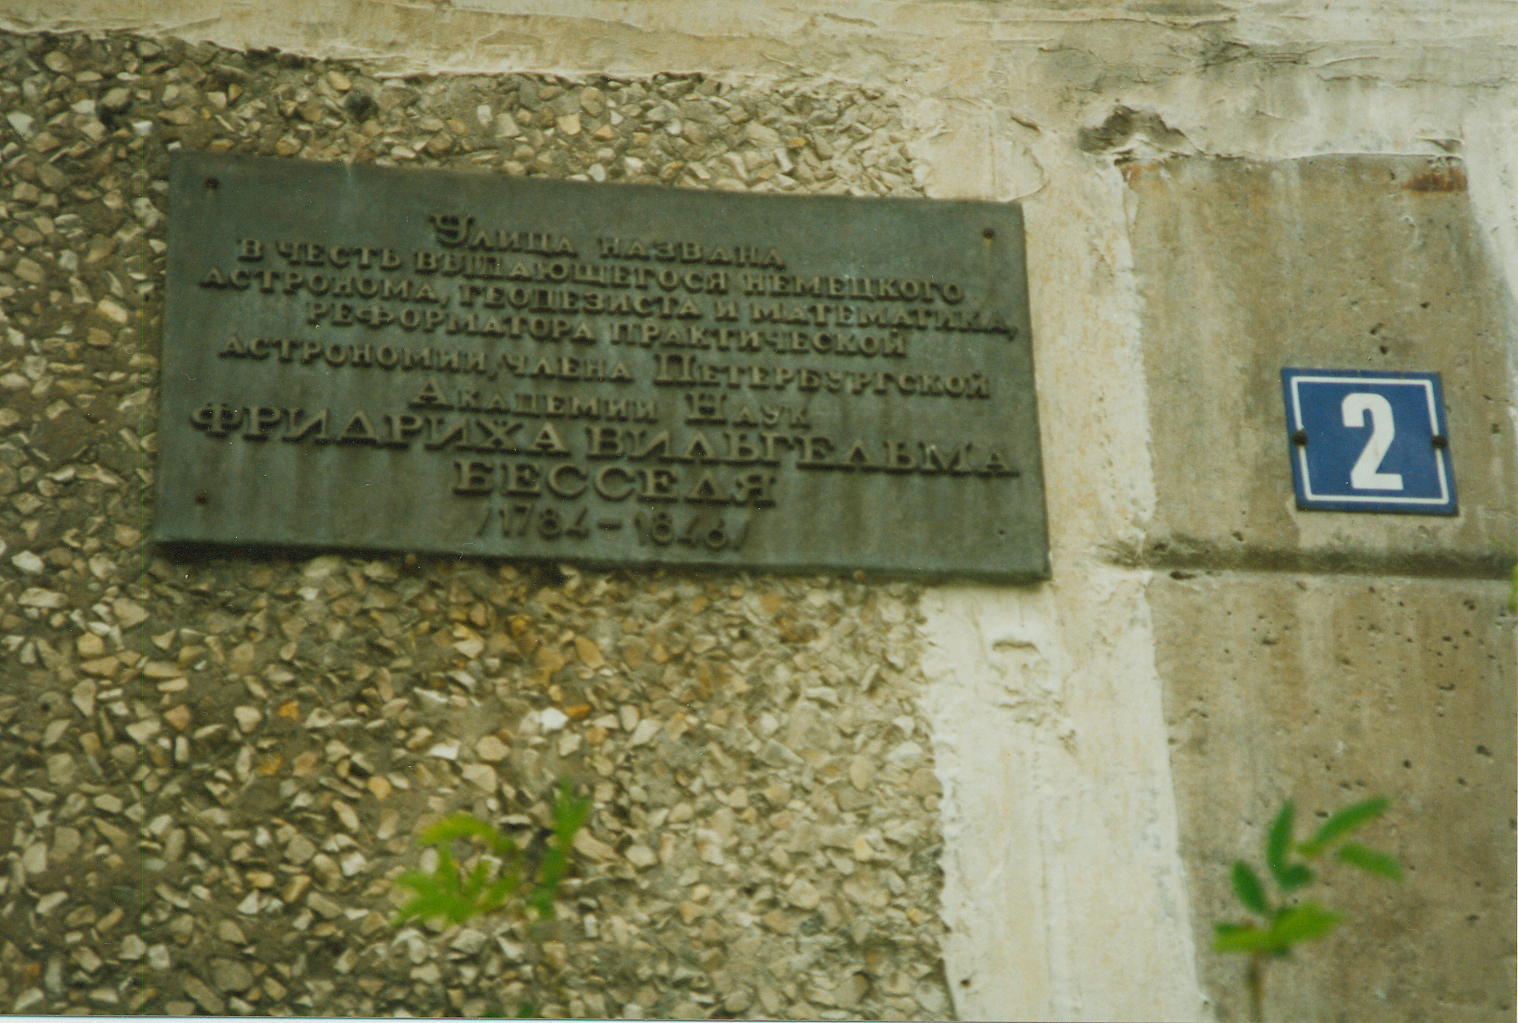 Улица названа
в честь выдающегося немецкого
астронома, геодезиста и математика,
реформатора практической
астрономии, члена Петербургской
Академии Наук
Фридриха Вильгельма
Бесселя
/1784-1846/
2